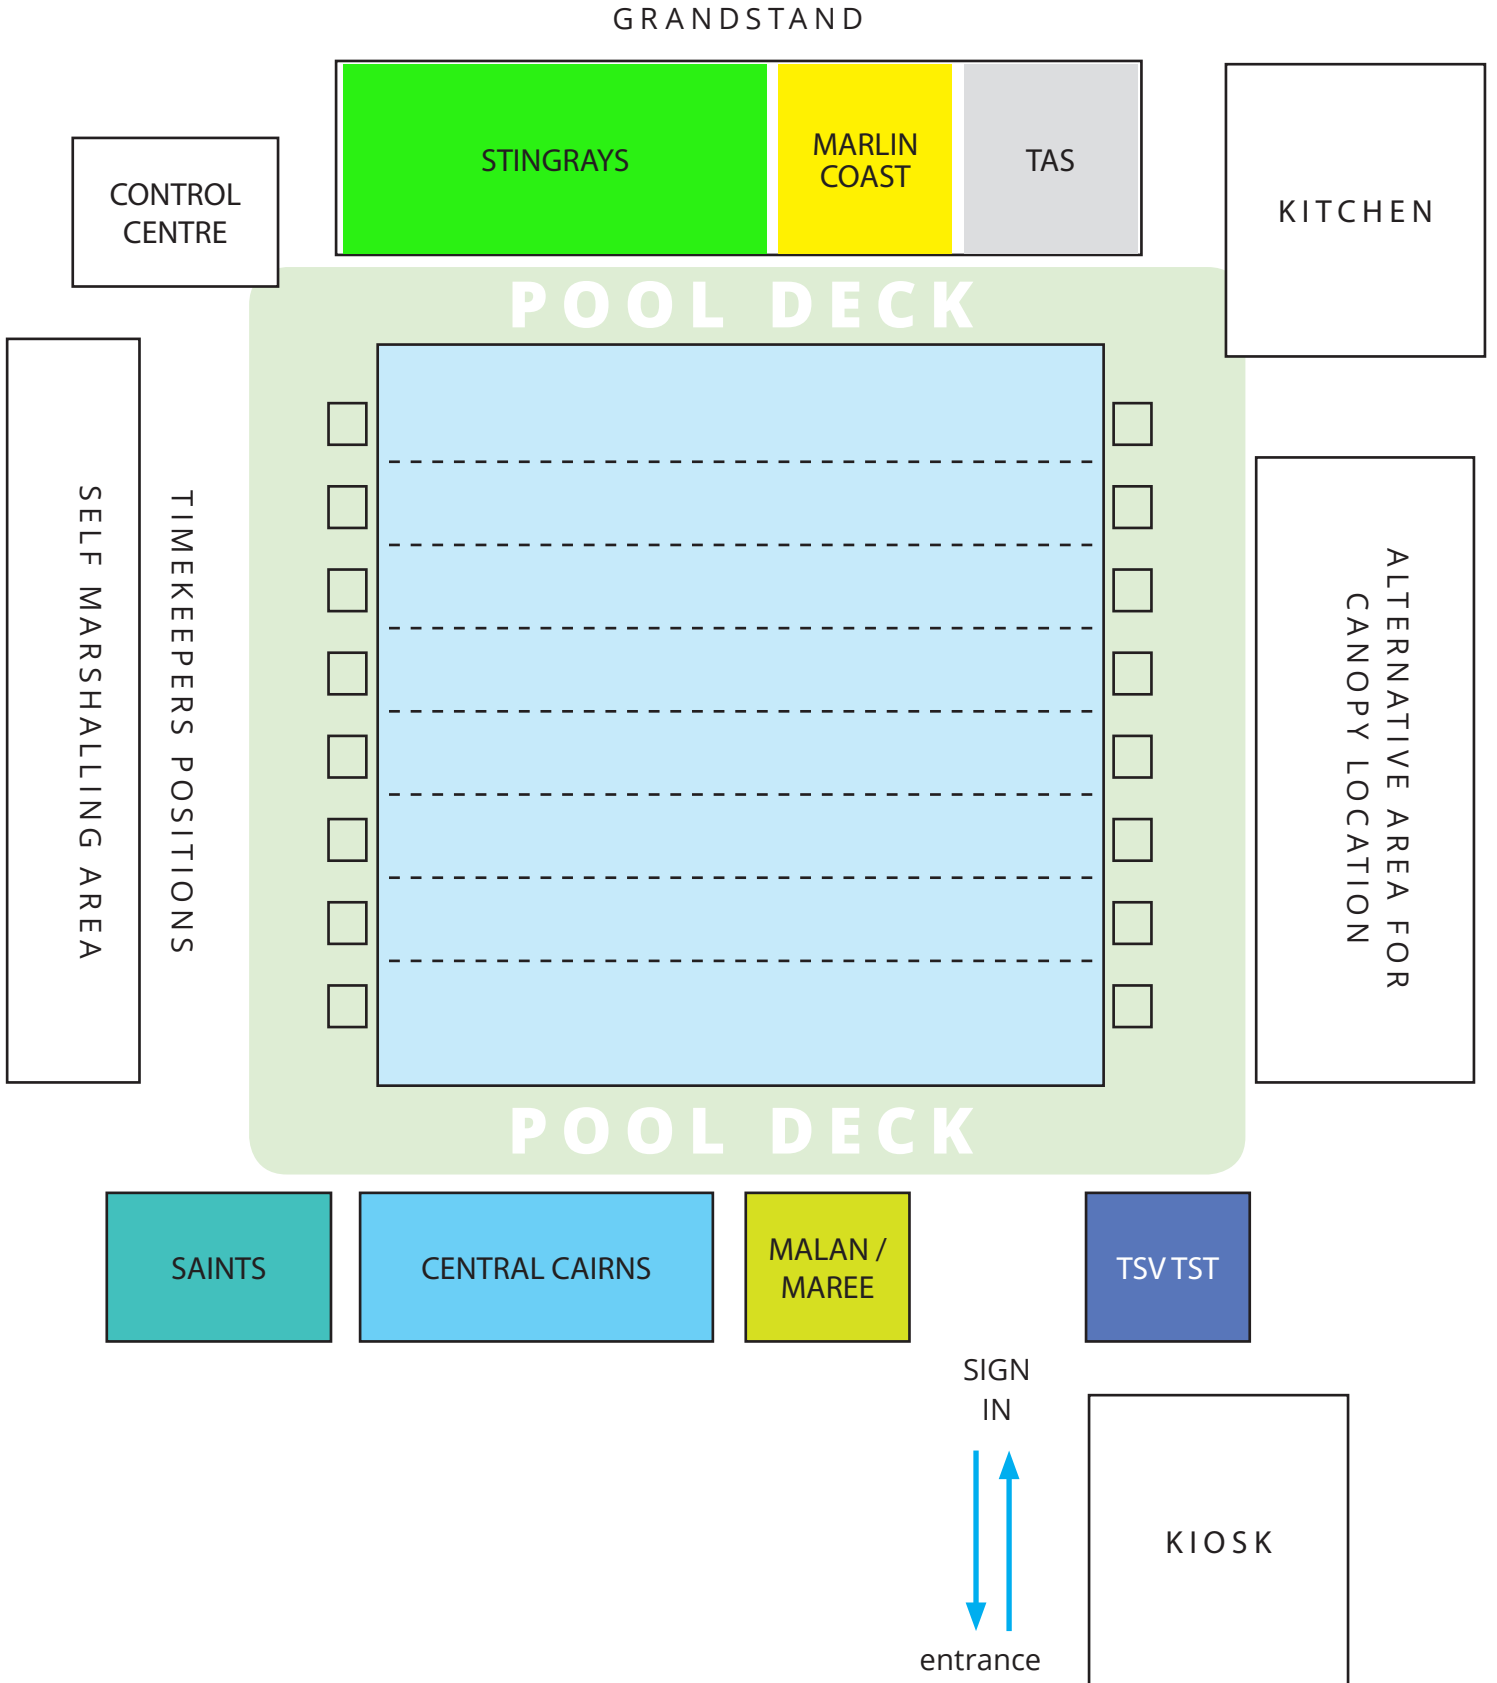 GRANDSTAND
STINGRAYS
MARLIN
COAST
TAS
KITCHEN
CONTROL
CENTRE
POOL DECK
SELF MARSHALLING AREA
TIMEKEEPERS POSITIONS
ALTERNATIVE AREA FOR
CANOPY LOCATION
POOL DECK
SAINTS
CENTRAL CAIRNS
MALAN /
MAREE
TSV TST
SIGN
IN
KIOSK
entrance